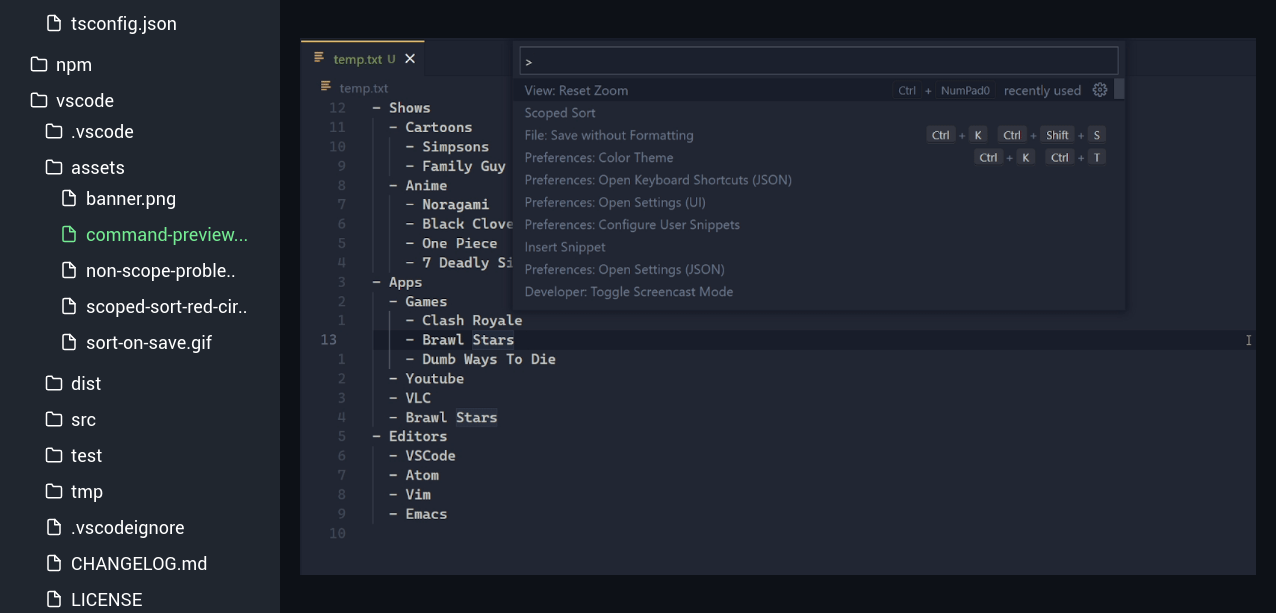 tsconfig.json
npm
vscode
.vscode
assets
banner.png
command-preview...
non-scope-proble..
scoped-sort-red-cir..
sort-on-save.gif
dist
src
test
tmp
.vscodeignore
CHANGELOG.md
LICENSE
temp.txt U
temp.txt
>
View: Reset Zoom Ctrl + NumPad0 recently used
Scoped Sort
File: Save without Formatting Ctrl + K Ctrl + Shift + S
Preferences: Color Theme Ctrl + K Ctrl + T
Preferences: Open Keyboard Shortcuts (JSON)
Preferences: Open Settings (UI)
Preferences: Configure User Snippets
Insert Snippet
Preferences: Open Settings (JSON)
Developer: Toggle Screencast Mode
12 - Shows
11 - Cartoons
10 - Simpsons
9 - Family Guy
8 - Anime
7 - Noragami
6 - Black Clove
5 - One Piece
4 - 7 Deadly Si
3 - Apps
2 - Games
1 - Clash Royale
13 - Brawl Stars
1 - Dumb Ways To Die
2 - Youtube
3 - VLC
4 - Brawl Stars
5 - Editors
6 - VSCode
7 - Atom
8 - Vim
9 - Emacs
10